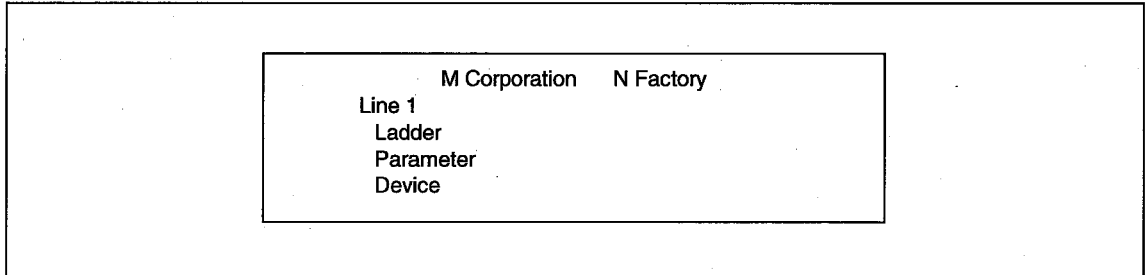 M Corporation N Factory
Line 1
Ladder
Parameter
Device